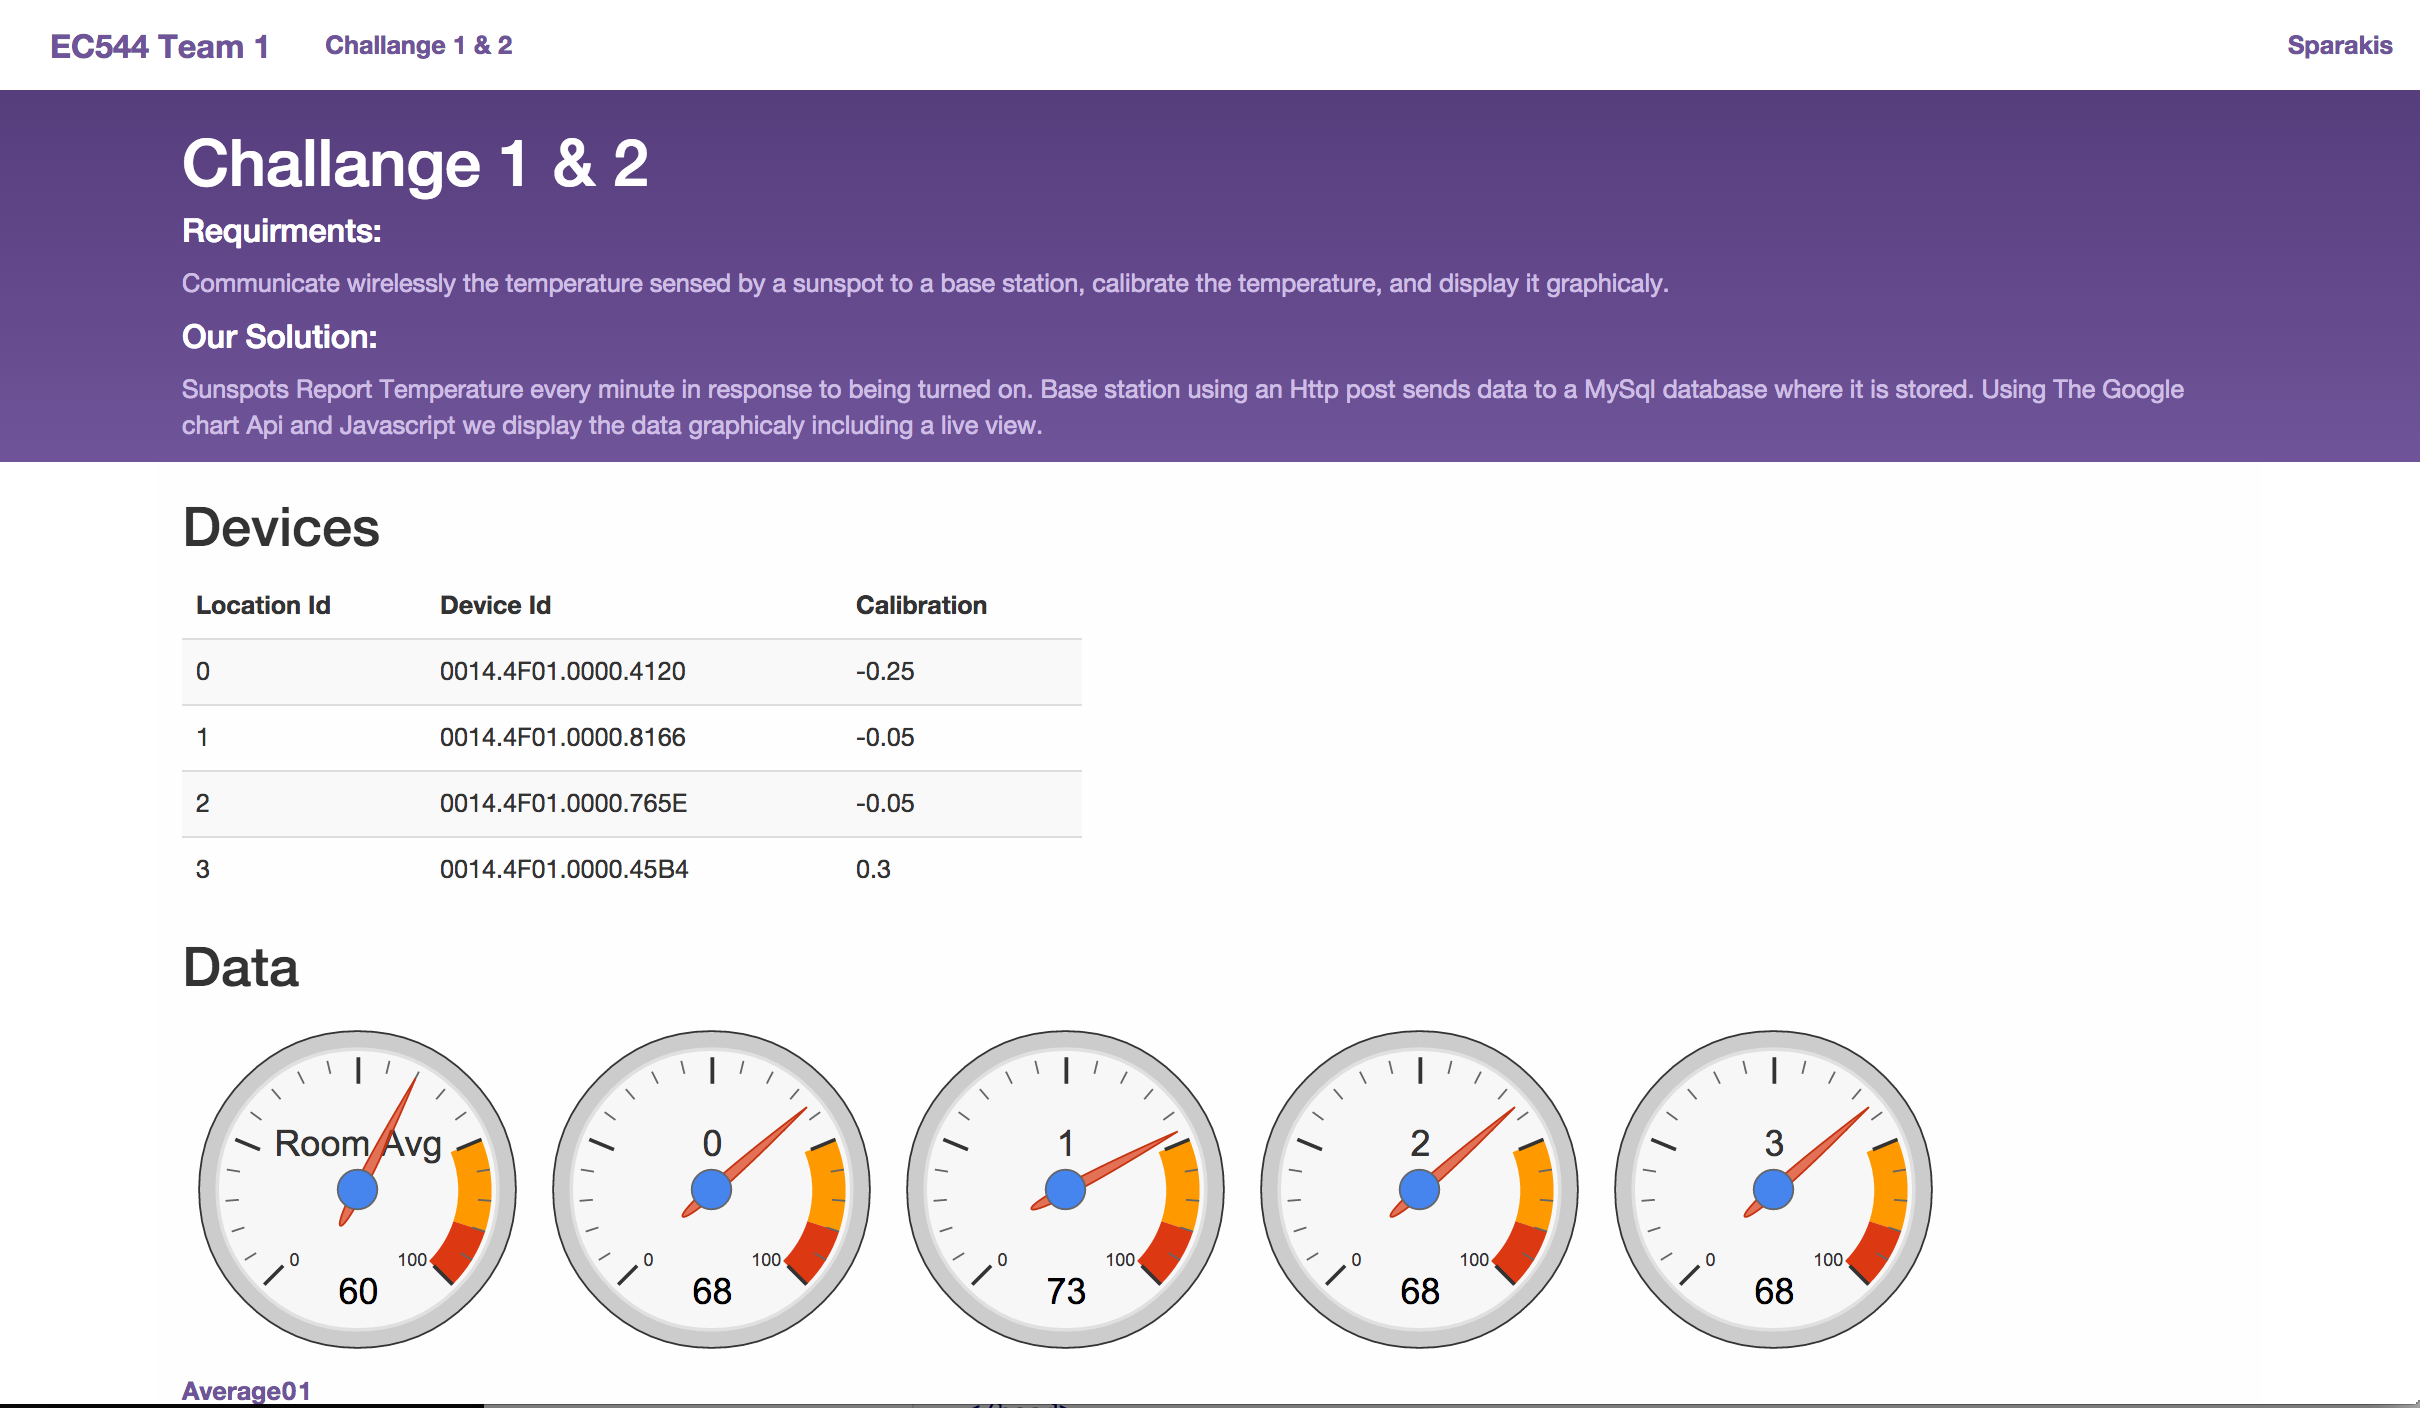 EC544 Team 1 Challange 1 & 2 Sparakis
Challange 1 & 2
Requirments:
Communicate wirelessly the temperature sensed by a sunspot to a base station, calibrate the temperature, and display it graphicaly.
Our Solution:
Sunspots Report Temperature every minute in response to being turned on. Base station using an Http post sends data to a MySql database where it is stored. Using The Google
chart Api and Javascript we display the data graphicaly including a live view.
Devices
Location Id Device Id Calibration
0 0014.4F01.0000.4120 -0.25
1 0014.4F01.0000.8166 -0.05
2 0014.4F01.0000.765E -0.05
3 0014.4F01.0000.45B4 0.3
Data
Room Avg 0 1 2 3
0 100 0 100 0 100 0 100 0 100
60 68 73 68 68
Average01